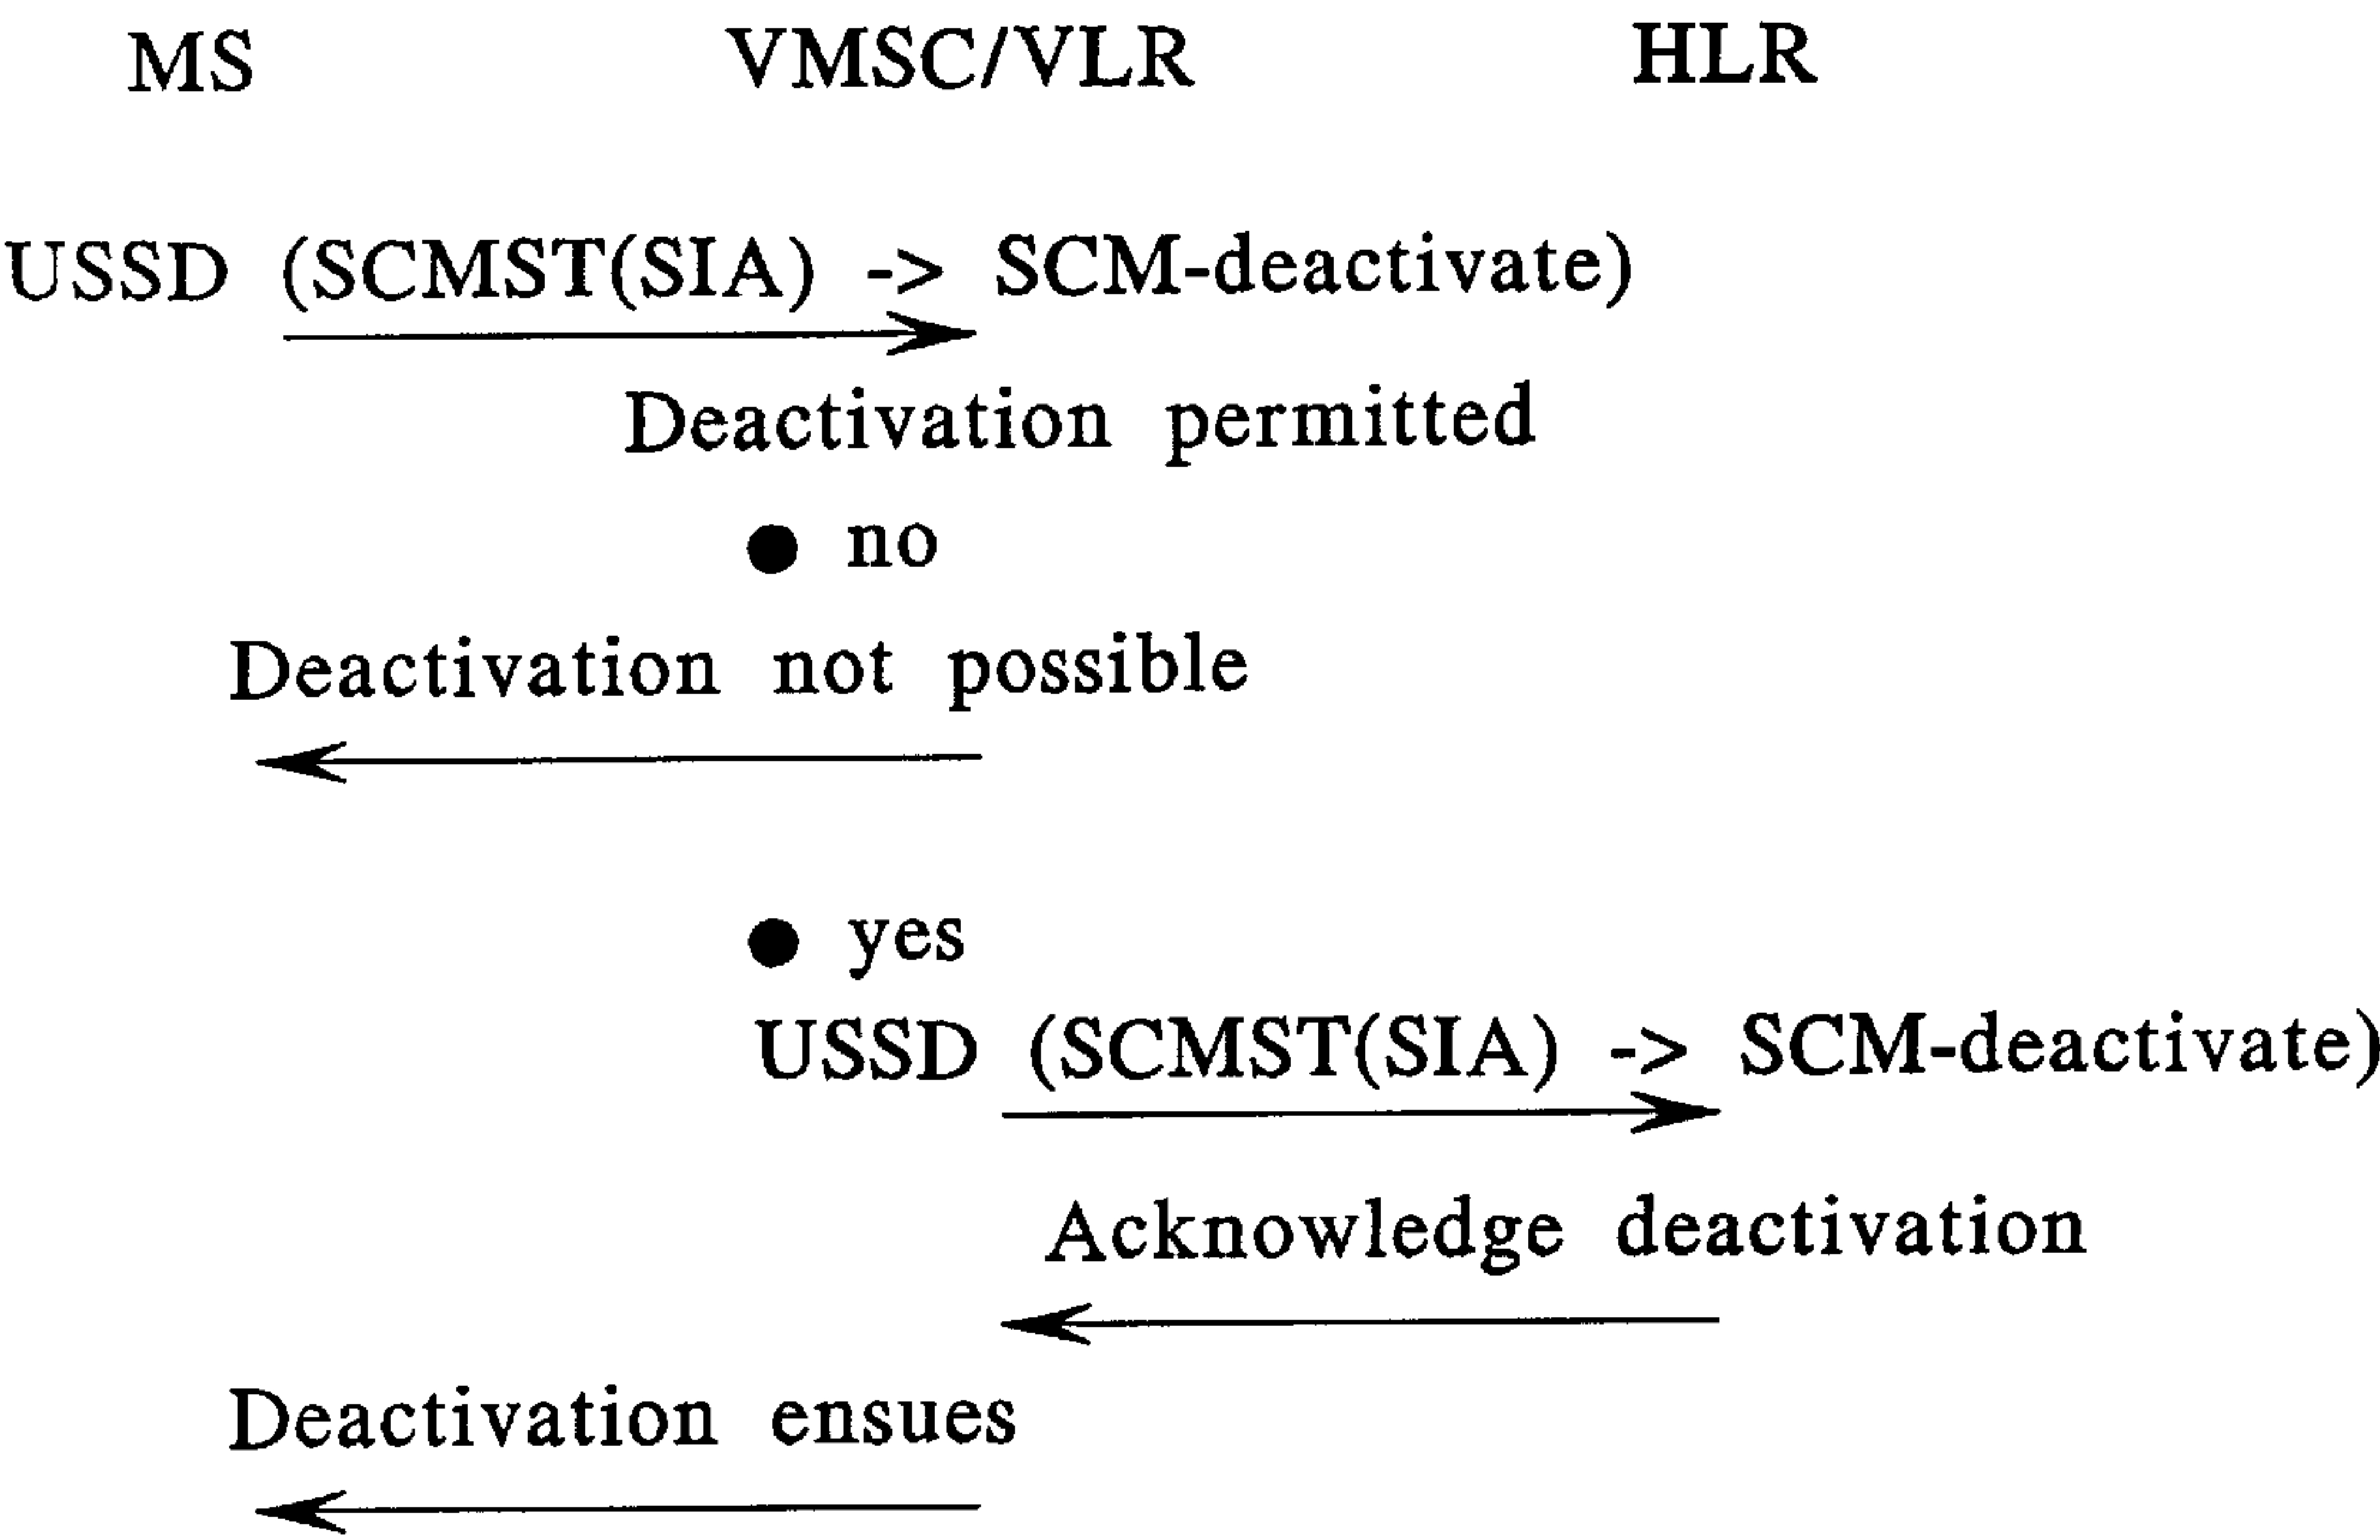 MS VMSC/VLR HLR
USSD (SCMST(SIA) -> SCM-deactivate)
Deactivation permitted
● no
Deactivation not possible
● yes
USSD (SCMST(SIA) -> SCM-deactivate)
Acknowledge deactivation
Deactivation ensues